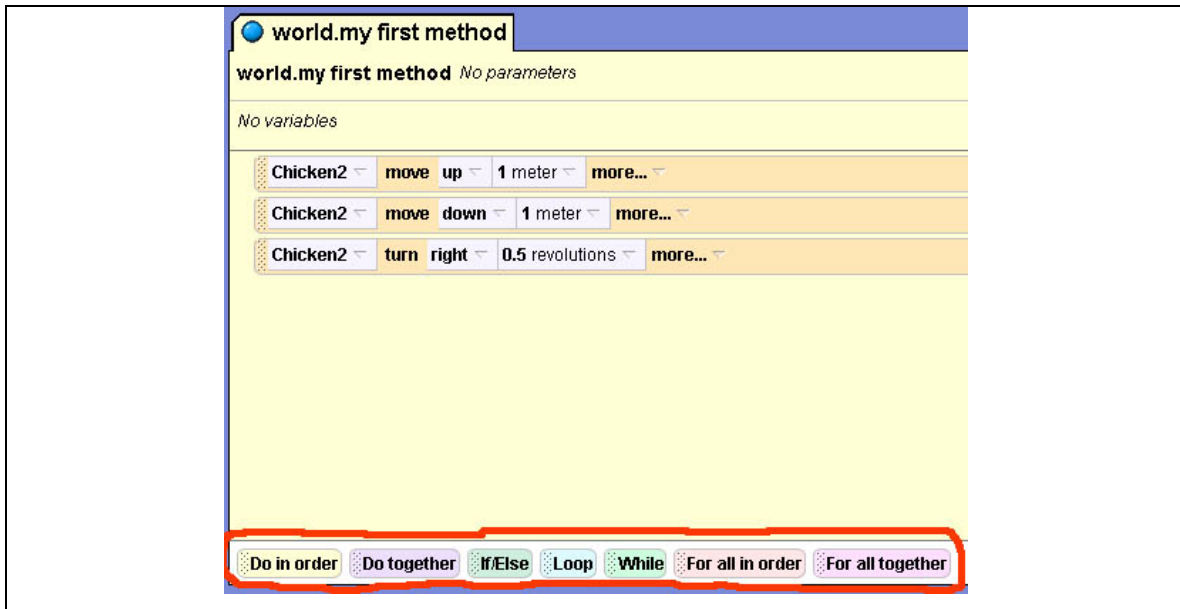 world.my first method
world.my first method No parameters
No variables
Chicken2 move up 1 meter more...
Chicken2 move down 1 meter more...
Chicken2 turn right 0.5 revolutions more...
Do in order Do together If/Else Loop While For all in order For all together